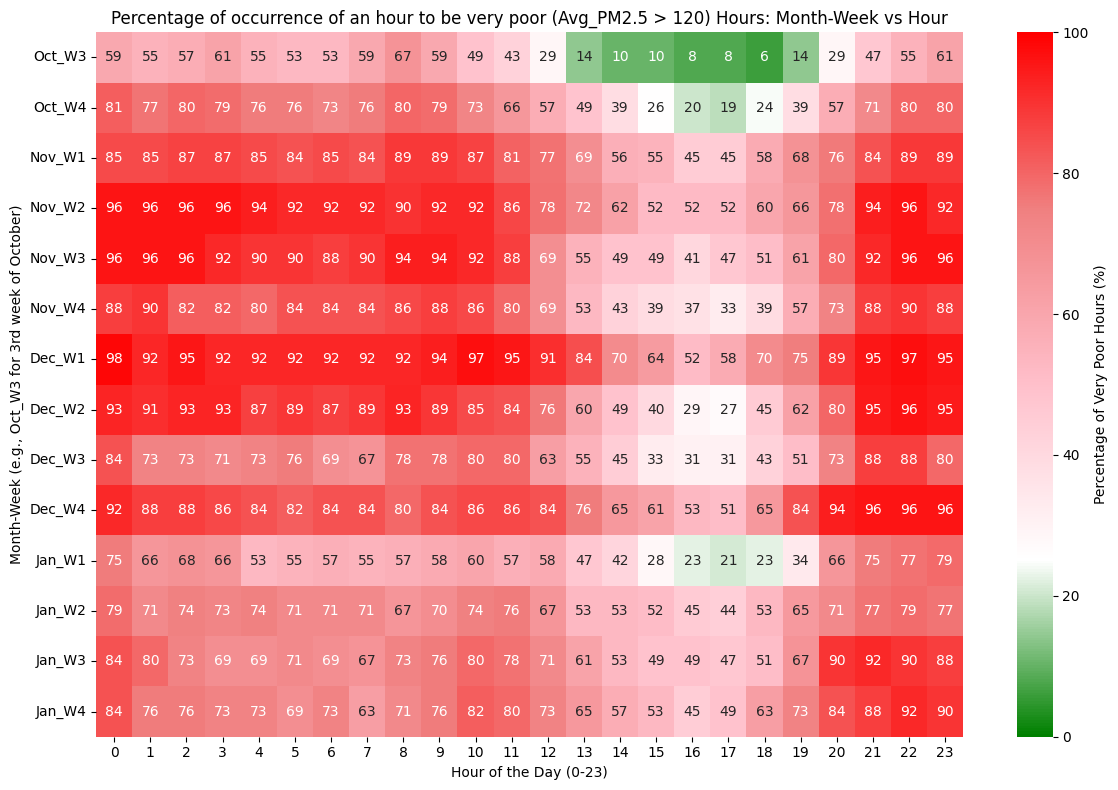 Percentage of occurrence of an hour to be very poor (Avg_PM2.5 > 120) Hours: Month-Week vs Hour
Month-Week (e.g., Oct_W3 for 3rd week of October)
Oct_W3 59 55 57 61 55 53 53 59 67 59 49 43 29 14 10 10 8 8 6 14 29 47 55 61
Oct_W4 81 77 80 79 76 76 73 76 80 79 73 66 57 49 39 26 20 19 24 39 57 71 80 80
Nov_W1 85 85 87 87 85 84 85 84 89 89 87 81 77 69 56 55 45 45 58 68 76 84 89 89
Nov_W2 96 96 96 96 94 92 92 92 90 92 92 86 78 72 62 52 52 52 60 66 78 94 96 92
Nov_W3 96 96 96 92 90 90 88 90 94 94 92 88 69 55 49 49 41 47 51 61 80 92 96 96
Nov_W4 88 90 82 82 80 84 84 84 86 88 86 80 69 53 43 39 37 33 39 57 73 88 90 88
Dec_W1 98 92 95 92 92 92 92 92 92 94 97 95 91 84 70 64 52 58 70 75 89 95 97 95
Dec_W2 93 91 93 93 87 89 87 89 93 89 85 84 76 60 49 40 29 27 45 62 80 95 96 95
Dec_W3 84 73 73 71 73 76 69 67 78 78 80 80 63 55 45 33 31 31 43 51 73 88 88 80
Dec_W4 92 88 88 86 84 82 84 84 80 84 86 86 84 76 65 61 53 51 65 84 94 96 96 96
Jan_W1 75 66 68 66 53 55 57 55 57 58 60 57 58 47 42 28 23 21 23 34 66 75 77 79
Jan_W2 79 71 74 73 74 71 71 71 67 70 74 76 67 53 53 52 45 44 53 65 71 77 79 77
Jan_W3 84 80 73 69 69 71 69 67 73 76 80 78 71 61 53 49 49 47 51 67 90 92 90 88
Jan_W4 84 76 76 73 73 69 73 63 71 76 82 80 73 65 57 53 45 49 63 73 84 88 92 90
0 1 2 3 4 5 6 7 8 9 10 11 12 13 14 15 16 17 18 19 20 21 22 23
Hour of the Day (0-23)
100
80
60
40
20
0
Percentage of Very Poor Hours (%)